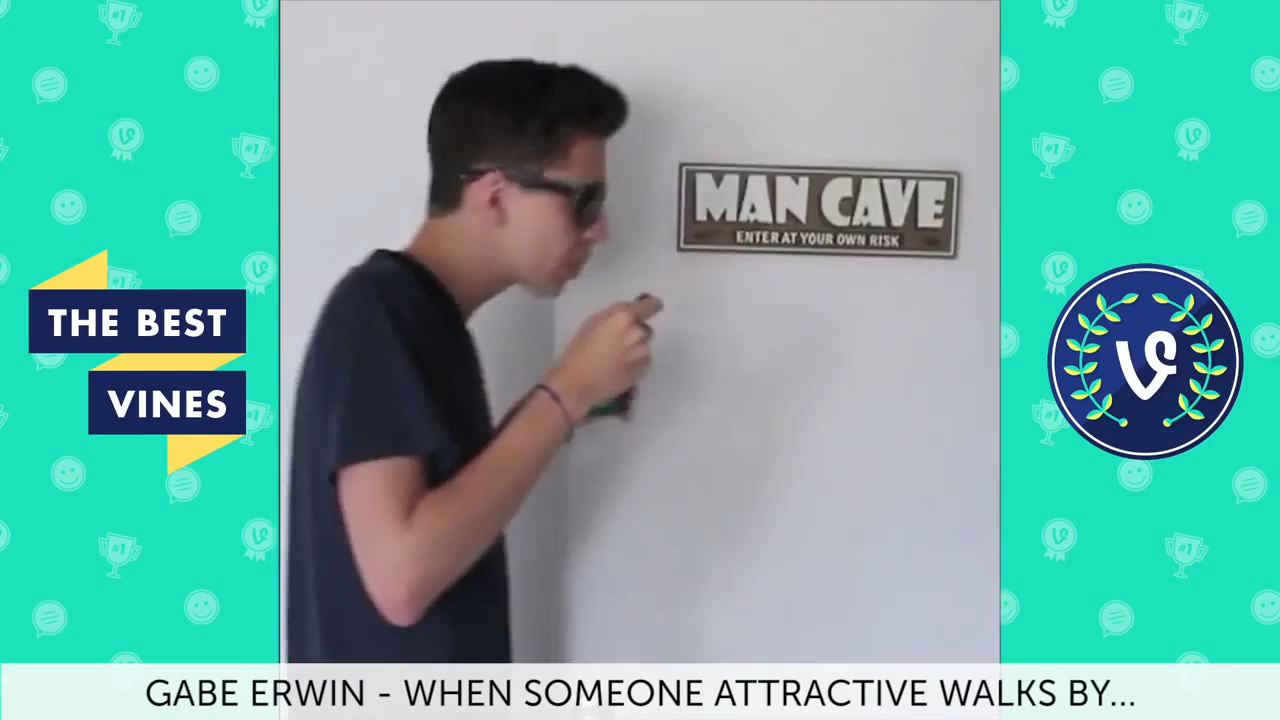 MAN CAVE
ENTER AT YOUR OWN RISK
THE BEST
VINES
GABE ERWIN - WHEN SOMEONE ATTRACTIVE WALKS BY...